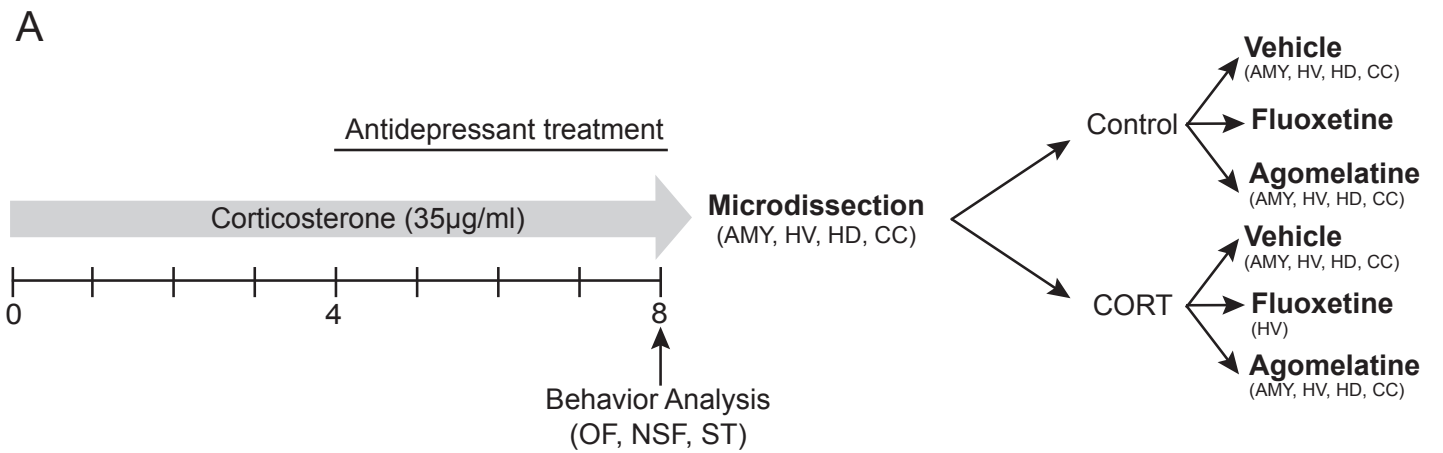 A
Antidepressant treatment
Corticosterone (35µg/ml)
0
4
8
Behavior Analysis
(OF, NSF, ST)
Microdissection
(AMY, HV, HD, CC)
Control
Vehicle
(AMY, HV, HD, CC)
Fluoxetine
Agomelatine
(AMY, HV, HD, CC)
CORT
Vehicle
(AMY, HV, HD, CC)
Fluoxetine
(HV)
Agomelatine
(AMY, HV, HD, CC)